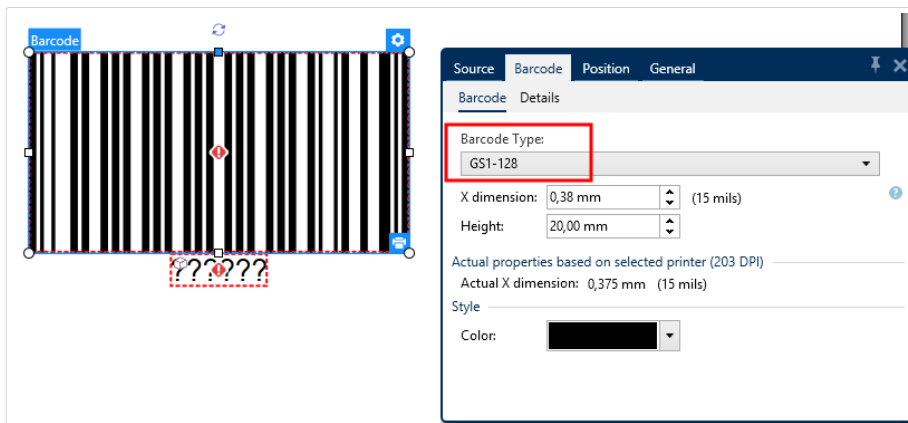 Barcode
??????
Source Barcode Position General
Barcode Details
Barcode Type:
GS1-128
X dimension: 0,38 mm (15 mils)
Height: 20,00 mm
Actual properties based on selected printer (203 DPI)
Actual X dimension: 0,375 mm (15 mils)
Style
Color: